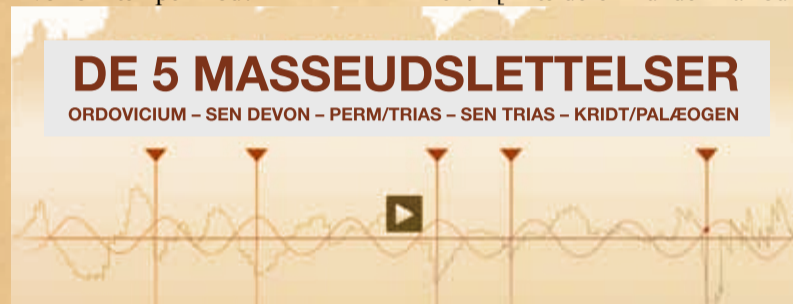 DE 5 MASSEUDSLETTELSER
ORDOVICIUM – SEN DEVON – PERM/TRIAS – SEN TRIAS – KRIDT/PALÆOGEN